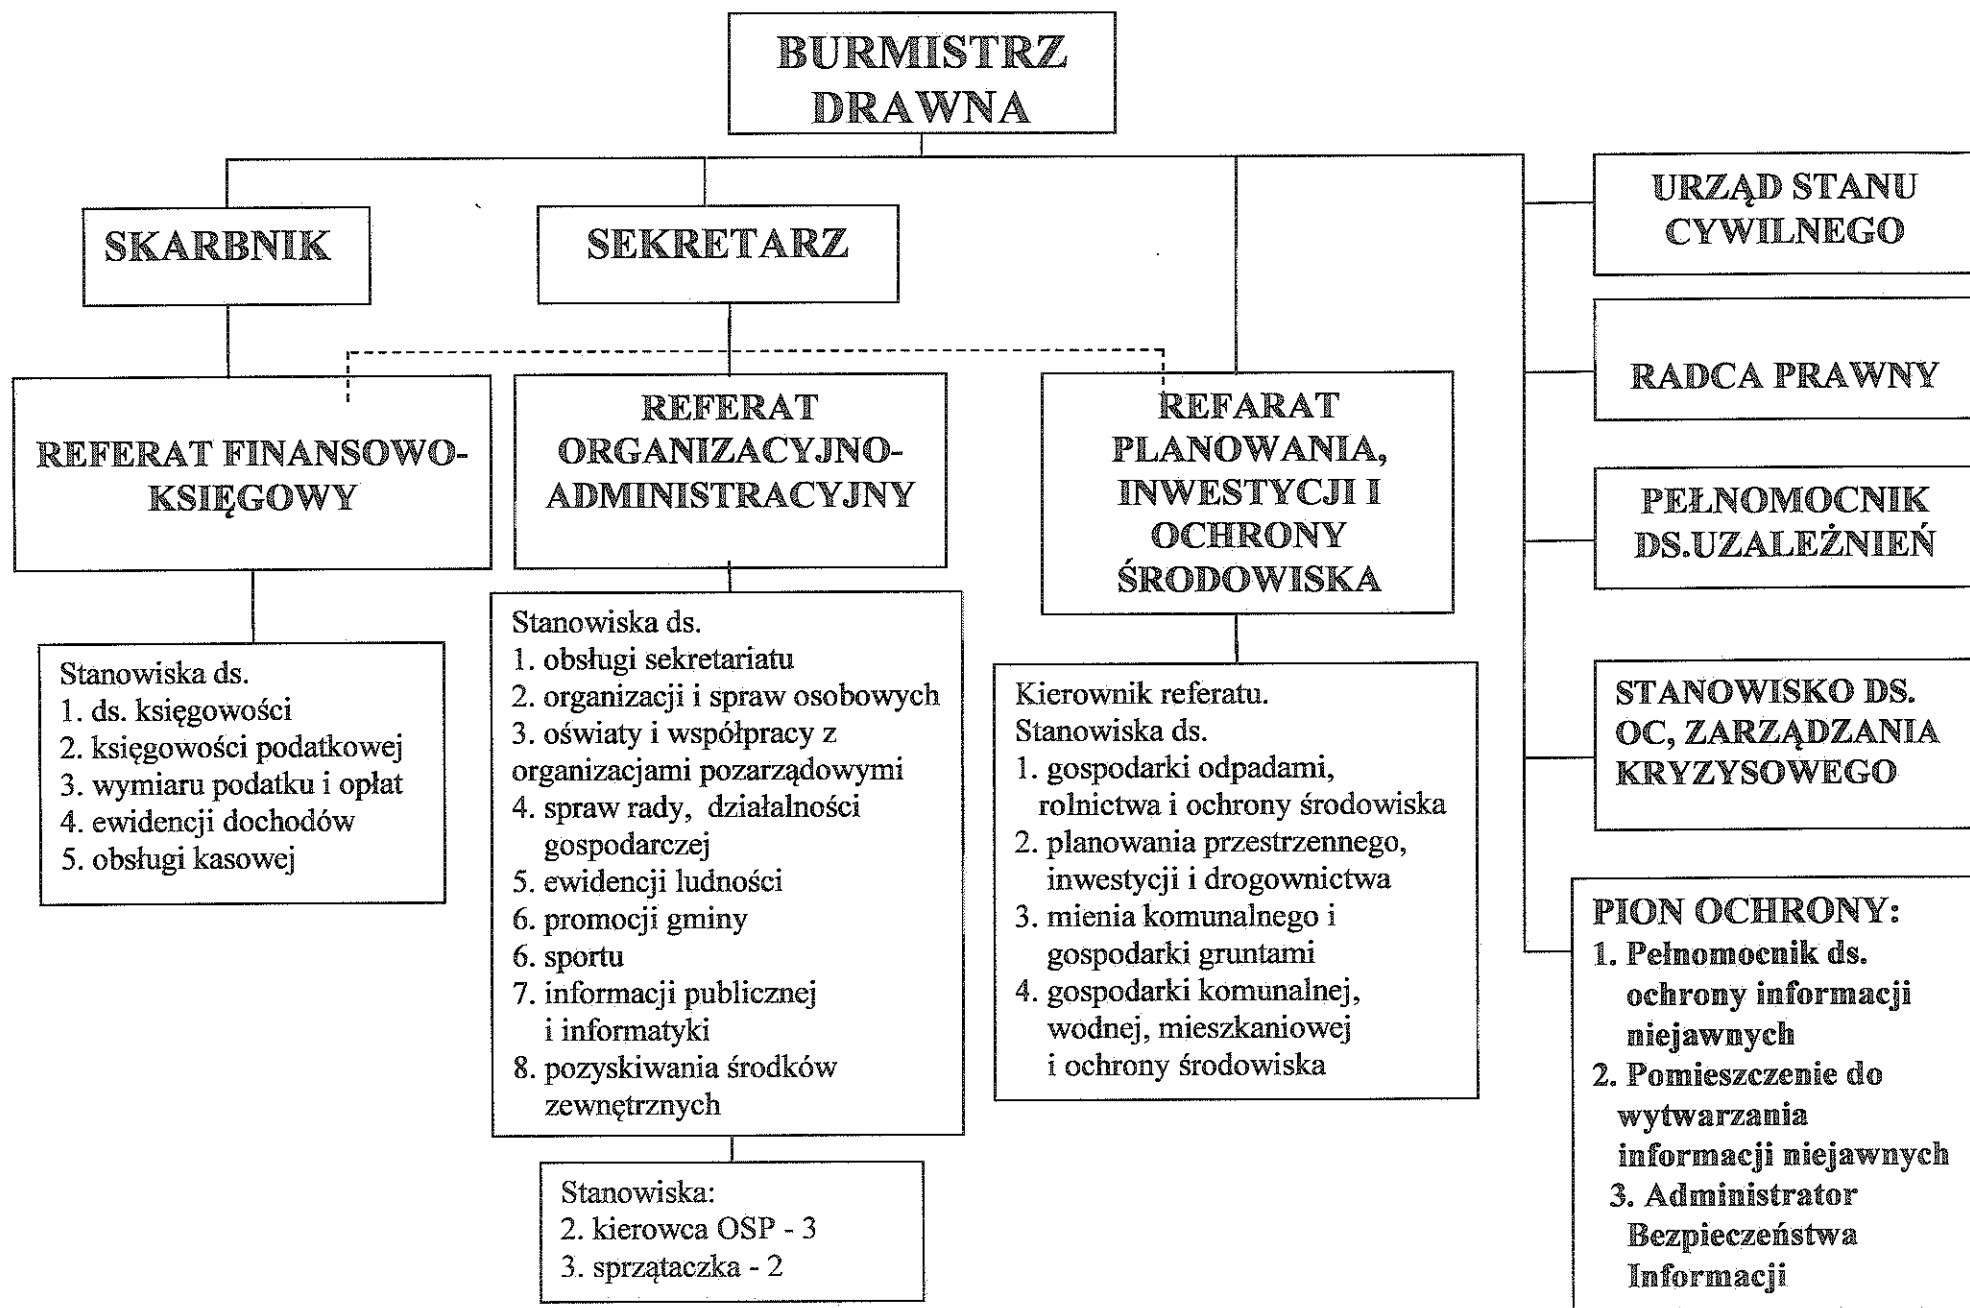 BURMISTRZ
DRAWNA
SKARBNIK
SEKRETARZ
URZĄD STANU
CYWILNEGO
RADCA PRAWNY
PEŁNOMOCNIK
DS.UZALEŻNIEŃ
STANOWISKO DS.
OC, ZARZĄDZANIA
KRYZYSOWEGO
PION OCHRONY:
1. Pełnomocnik ds.
ochrony informacji
niejawnych
2. Pomieszczenie do
wytwarzania
informacji niejawnych
3. Administrator
Bezpieczeństwa
Informacji
REFERAT FINANSOWO-
KSIĘGOWY
REFERAT
ORGANIZACYJNO-
ADMINISTRACYJNY
REFARAT
PLANOWANIA,
INWESTYCJI I
OCHRONY
ŚRODOWISKA
Stanowiska ds.
1. ds. księgowości
2. księgowości podatkowej
3. wymiaru podatku i opłat
4. ewidencji dochodów
5. obsługi kasowej
Stanowiska ds.
1. obsługi sekretariatu
2. organizacji i spraw osobowych
3. oświaty i współpracy z
organizacjami pozarządowymi
4. spraw rady, działalności
gospodarczej
5. ewidencji ludności
6. promocji gminy
6. sportu
7. informacji publicznej
i informatyki
8. pozyskiwania środków
zewnętrznych
Stanowiska:
2. kierowca OSP - 3
3. sprzątaczka - 2
Kierownik referatu.
Stanowiska ds.
1. gospodarki odpadami,
rolnictwa i ochrony środowiska
2. planowania przestrzennego,
inwestycji i drogownictwa
3. mienia komunalnego i
gospodarki gruntami
4. gospodarki komunalnej,
wodnej, mieszkaniowej
i ochrony środowiska